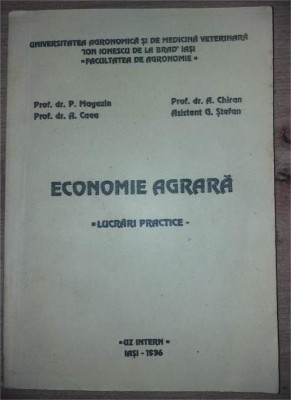 UNIVERSITATEA AGRONOMICĂ ȘI DE MEDICINĂ VETERINARĂ
"ION IONESCU DE LA BRAD" IAȘI
"FACULTATEA DE AGRONOMIE"
Prof. dr. P. Magazin
Prof. dr. A. Chiran
Prof. dr. A. Caea
Asistent G. Ștefan
ECONOMIE AGRARĂ
"LUCRĂRI PRACTICE"
"UZ INTERN"
IAȘI - 1996